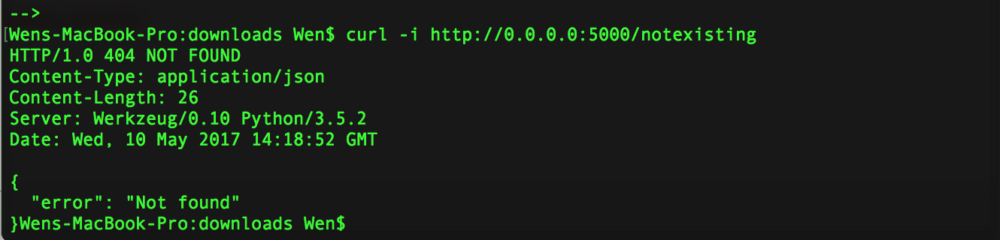 -->
[Wens-MacBook-Pro:downloads Wen$ curl -i http://0.0.0.0:5000/notexisting
HTTP/1.0 404 NOT FOUND
Content-Type: application/json
Content-Length: 26
Server: Werkzeug/0.10 Python/3.5.2
Date: Wed, 10 May 2017 14:18:52 GMT
{
"error": "Not found"
}Wens-MacBook-Pro:downloads Wen$